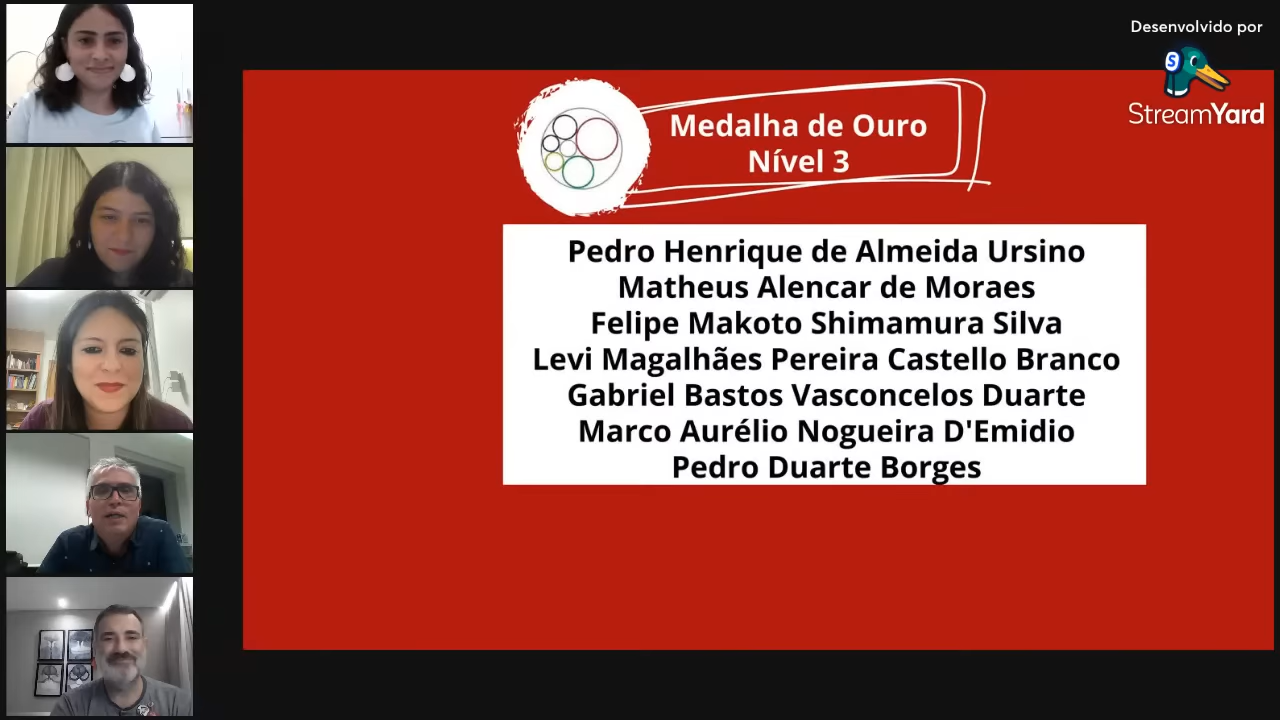 Desenvolvido por
StreamYard
Medalha de Ouro
Nível 3
Pedro Henrique de Almeida Ursino
Matheus Alencar de Moraes
Felipe Makoto Shimamura Silva
Levi Magalhães Pereira Castello Branco
Gabriel Bastos Vasconcelos Duarte
Marco Aurélio Nogueira D'Emidio
Pedro Duarte Borges